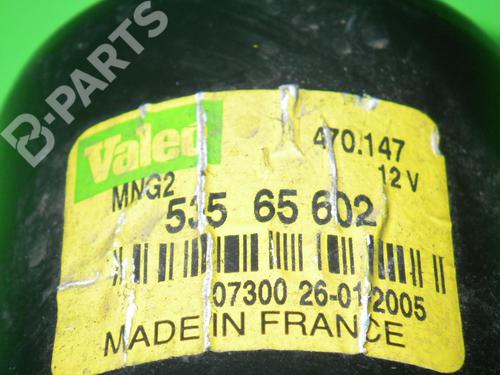 B-PARTS
Valeo
470.147
MNG2
12 V
535 65 602
07300 26-01-2005
MADE IN FRANCE